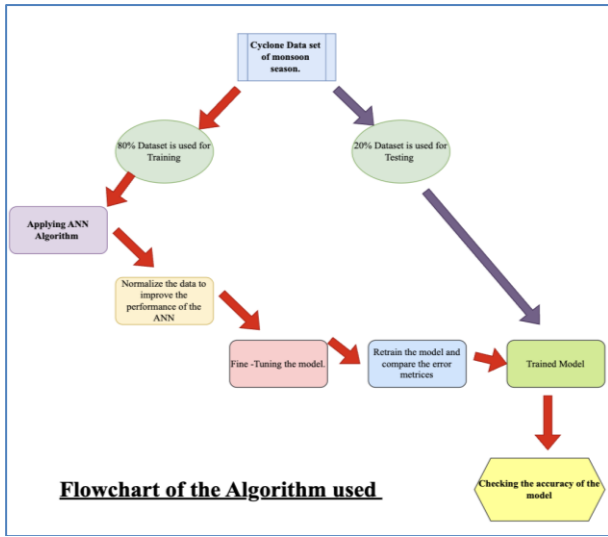 Cyclone Data set
of monsoon
season.
80% Dataset is used for
Training
20% Dataset is used for
Testing
Applying ANN
Algorithm
Normalize the data to
improve the
performance of the
ANN
Fine -Tuning the model.
Retrain the model and
compare the error
metrices
Trained Model
Checking the accuracy of the
model
Flowchart of the Algorithm used